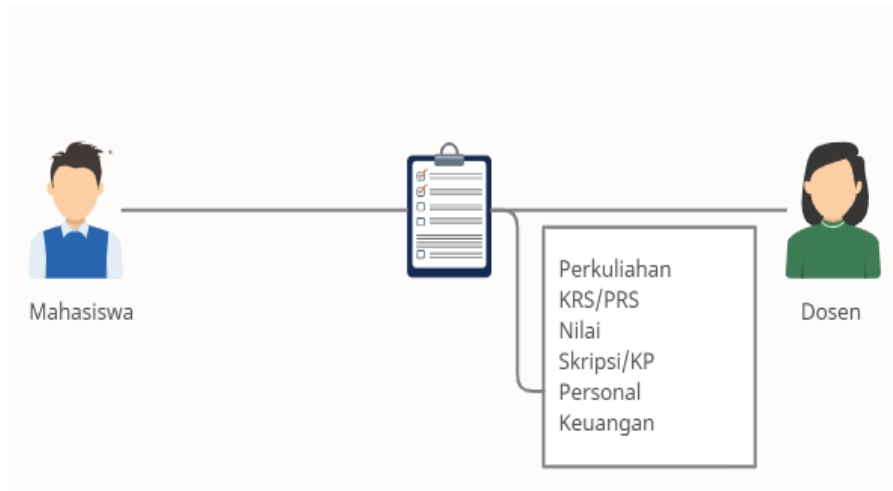 Mahasiswa
Perkuliahan
KRS/PRS
Nilai
Skripsi/KP
Personal
Keuangan
Dosen